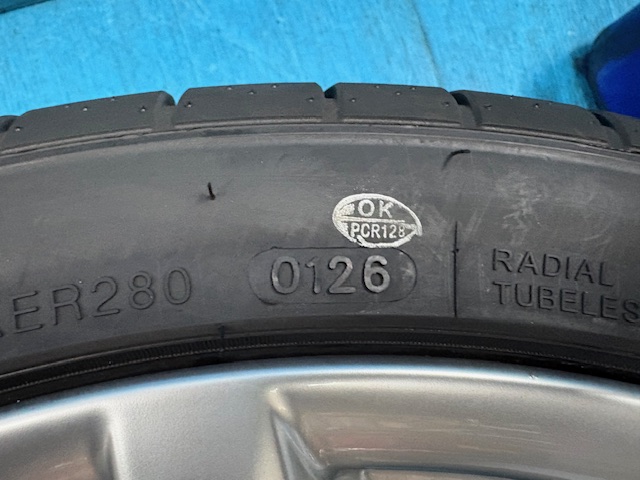 OK
PCR128
ER280
0126
RADIAL
TUBELES